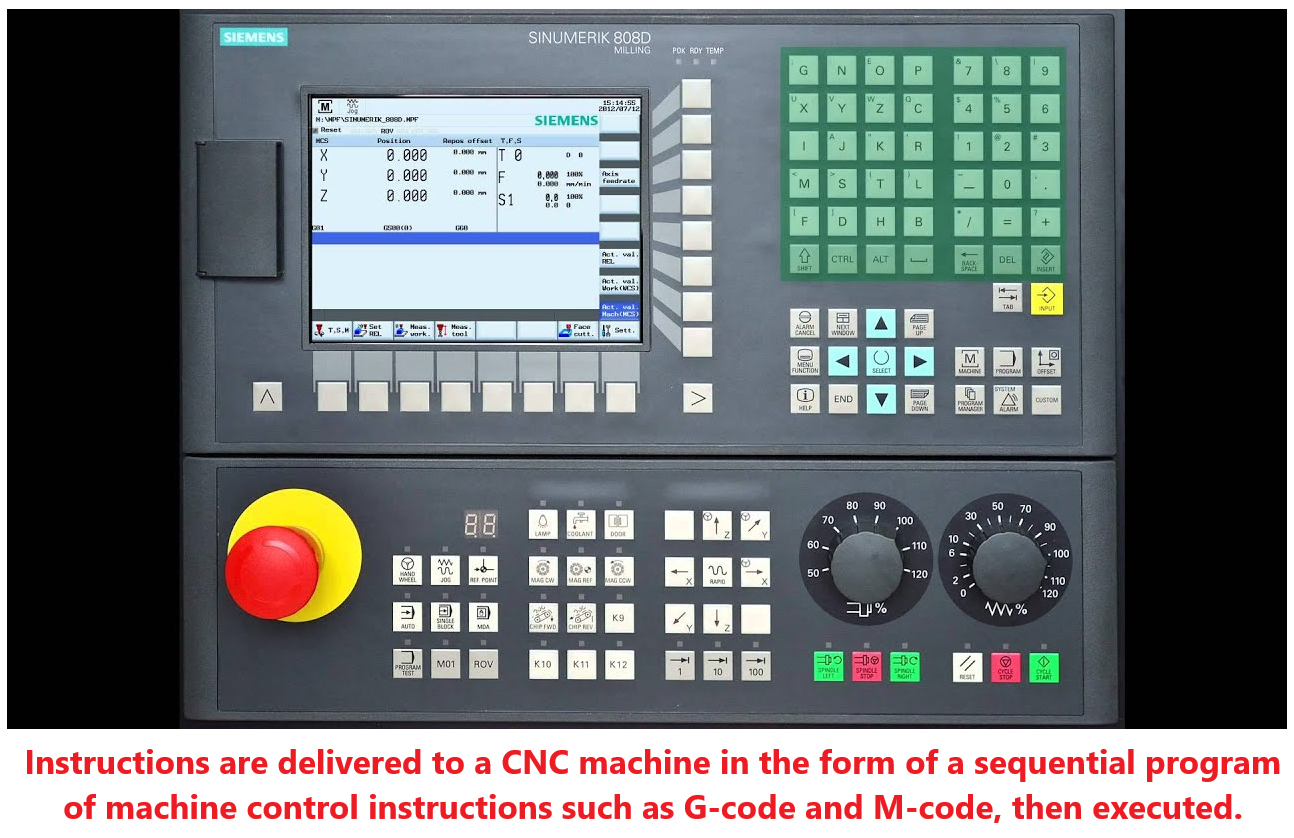 SIEMENS
SINUMERIK 808D
MILLING
POK RDY TEMP
M
Jog
15:14:55
2012/07/12
N:\MPF\SINUMERIK_808D.MPF
SIEMENS
Reset ROV
MCS Position Repos offset T,F,S
X 0.000 0.000 mm T 0 D 0
Y 0.000 0.000 mm F 0.000 100%
0.000 mm/min
Z 0.000 0.000 mm S1 0.0 100%
0.0 0
G01 G500(0) G60
Axis
feedrate
Act. val.
REL
Act. val.
Work(WCS)
Act. val.
Mach(MCS)
T,S,M
Set
REL
Meas.
work.
Meas.
tool
Face
cutt.
Sett.
; G N E O P & 7 \ 8 | 9
U X V Y W Z Q C $ 4 % 5 6
I A J " K ' R ! 1 @ 2 # 3
< M > S { T } L _ - 0 .
[ F ] D H B * / = ? +
SHIFT CTRL ALT BACK-
SPACE DEL INSERT
TAB INPUT
ALARM
CANCEL
NEXT
WINDOW
PAGE
UP
MENU
FUNCTION
SELECT
M
MACHINE
PROGRAM
OFFSET
i
HELP
END
PAGE
DOWN
PROGRAM
MANAGER
SYSTEM
ALARM
CUSTOM
88
LAMP COOLANT DOOR
HAND
WHEEL
JOG
REF. POINT
MAG CW MAG REF MAG CCW
AUTO
SINGLE
BLOCK
MDA
CHIP FWD CHIP REV K9
PROGRAM
TEST
M01 ROV
K10 K11 K12
Z Y
X RAPID X
Y Z
1 10 100
50 60 70 80 90 100 110 120
%
0 2 6 10 30 50 70 90 100 110 120
%
SPINDLE
LEFT
SPINDLE
STOP
SPINDLE
RIGHT
RESET
CYCLE
STOP
CYCLE
START
Instructions are delivered to a CNC machine in the form of a sequential program
of machine control instructions such as G-code and M-code, then executed.